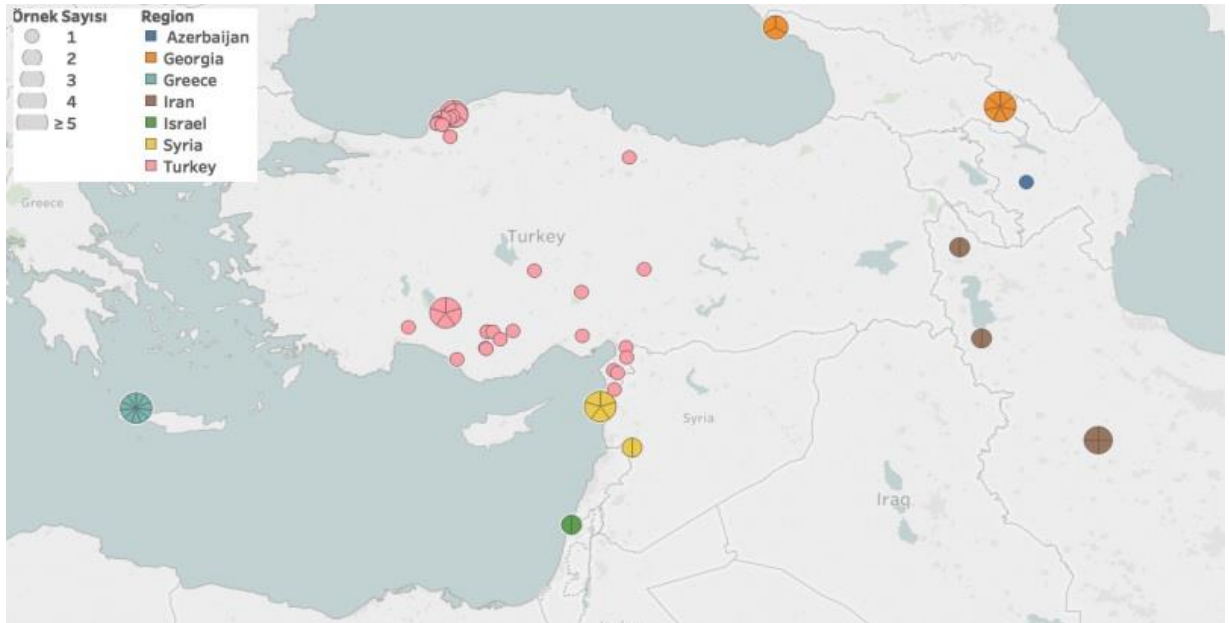 Örnek Sayısı
1
2
3
4
≥ 5
Region
Azerbaijan
Georgia
Greece
Iran
Israel
Syria
Turkey
Greece
Turkey
Syria
Iraq